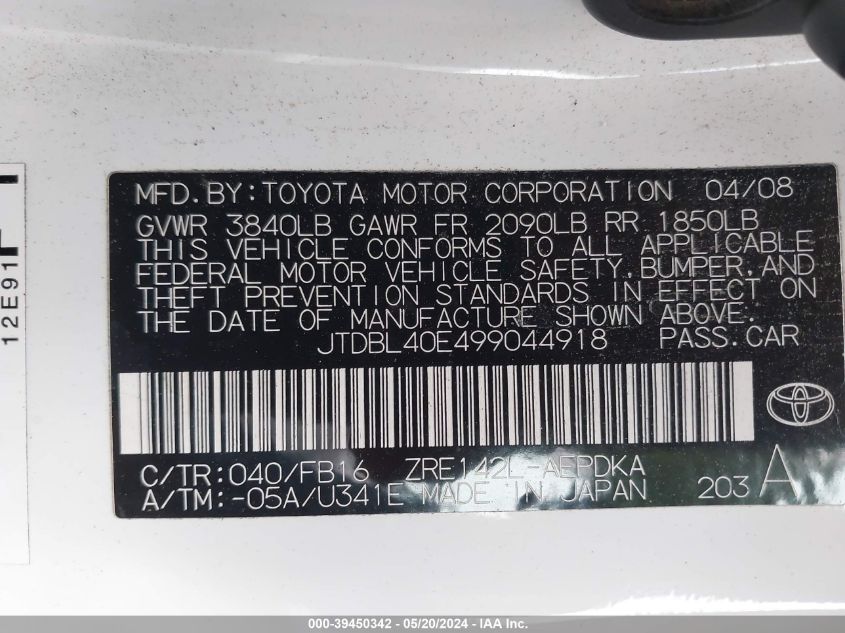 MFD.BY:TOYOTA MOTOR CORPORATION 04/08
GVWR 3840LB GAWR FR 2090LB RR 1850LB
THIS VEHICLE CONFORMS TO ALL APPLICABLE
FEDERAL MOTOR VEHICLE SAFETY,BUMPER,AND
THEFT PREVENTION STANDARDS IN EFFECT ON
THE DATE OF MANUFACTURE SHOWN ABOVE.
JTDBL40E499044918 PASS.CAR
C/TR:040/FB16 ZRE142L-AEPDKA
A/TM:-05A/U341E MADE IN JAPAN 203 A
12E91
000-39450342 - 05/20/2024 - IAA Inc.